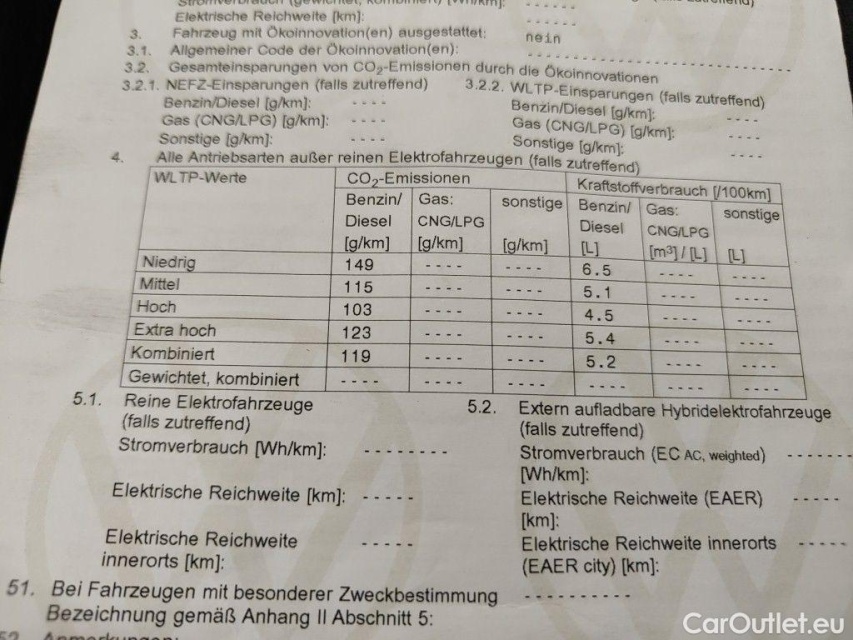 Stromverbrauch (gewichtet, kombiniert) [Wh/km]: - - - - - -
Elektrische Reichweite [km]: - - - - - -
3. Fahrzeug mit Ökoinnovation(en) ausgestattet: nein
3.1. Allgemeiner Code der Ökoinnovation(en): - - - - - - - - - - - - - - - - - - - - - - -
3.2. Gesamteinsparungen von CO2-Emissionen durch die Ökoinnovationen
3.2.1. NEFZ-Einsparungen (falls zutreffend) 3.2.2. WLTP-Einsparungen (falls zutreffend)
Benzin/Diesel [g/km]: - - - - Benzin/Diesel [g/km]: - - - -
Gas (CNG/LPG) [g/km]: - - - - Gas (CNG/LPG) [g/km]: - - - -
Sonstige [g/km]: - - - - Sonstige [g/km]: - - - -
4. Alle Antriebsarten außer reinen Elektrofahrzeugen (falls zutreffend)
WLTP-Werte CO2-Emissionen Kraftstoffverbrauch [/100km]
Benzin/ Gas: sonstige Benzin/ Gas: sonstige
Diesel CNG/LPG Diesel CNG/LPG
[g/km] [g/km] [g/km] [L] [m³] / [L] [L]
Niedrig 149 - - - - - - - - 6.5 - - - - - - - -
Mittel 115 - - - - - - - - 5.1 - - - - - - - -
Hoch 103 - - - - - - - - 4.5 - - - - - - - -
Extra hoch 123 - - - - - - - - 5.4 - - - - - - - -
Kombiniert 119 - - - - - - - - 5.2 - - - - - - - -
Gewichtet, kombiniert - - - - - - - - - - - - - - - - - - - - - - - -
5.1. Reine Elektrofahrzeuge 5.2. Extern aufladbare Hybridelektrofahrzeuge
(falls zutreffend) (falls zutreffend)
Stromverbrauch [Wh/km]: - - - - - - - - Stromverbrauch (EC AC, weighted) - - - - - -
[Wh/km]:
Elektrische Reichweite [km]: - - - - - Elektrische Reichweite (EAER) - - - - -
[km]:
Elektrische Reichweite - - - - - Elektrische Reichweite innerorts - - - - -
innerorts [km]: (EAER city) [km]:
51. Bei Fahrzeugen mit besonderer Zweckbestimmung - - - - - - - - - -
Bezeichnung gemäß Anhang II Abschnitt 5:
52. Anmerkungen:
CarOutlet.eu